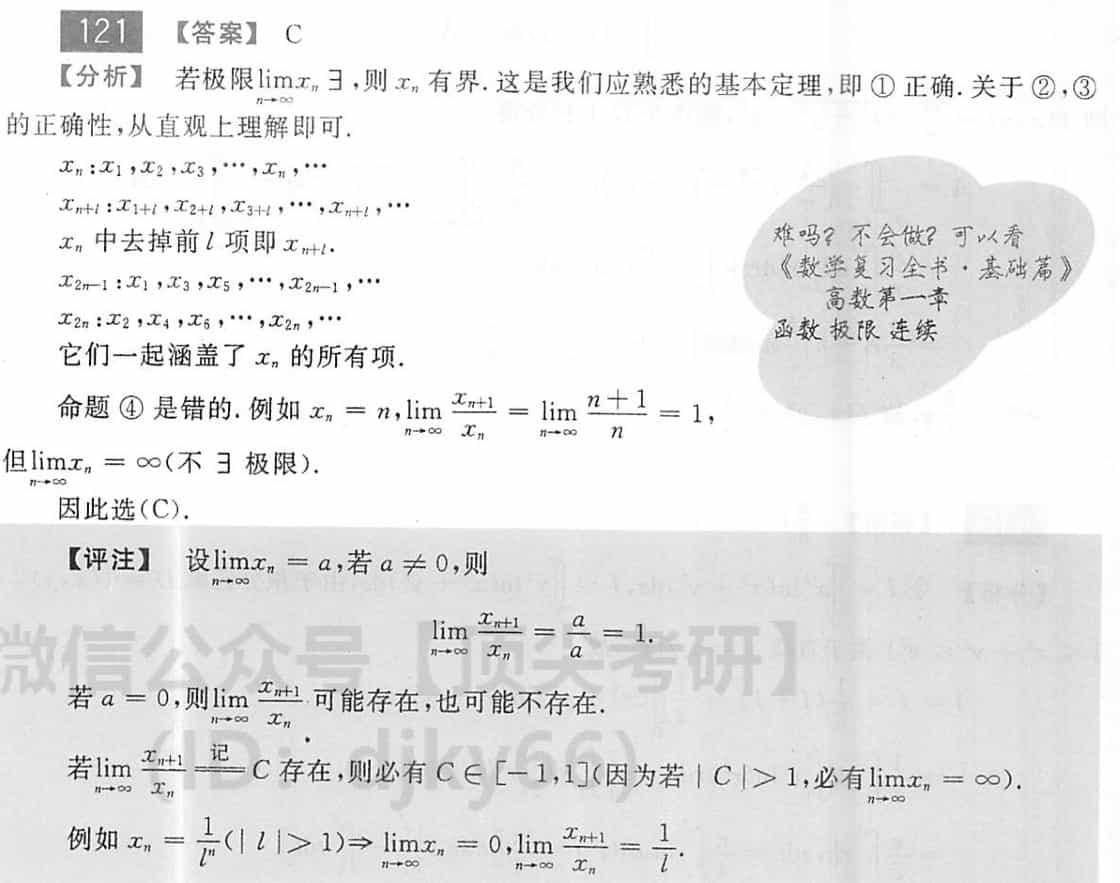 121 【答案】 C
【分析】 若极限$\lim\limits_{n\to\infty}x_n$ ∃,则 $x_n$ 有界.这是我们应熟悉的基本定理,即 ① 正确.关于 ②,③
的正确性,从直观上理解即可.
$x_n:x_1,x_2,x_3,\cdots,x_n,\cdots$
$x_{n+l}:x_{1+l},x_{2+l},x_{3+l},\cdots,x_{n+l},\cdots$
$x_n$ 中去掉前 $l$ 项即 $x_{n+l}$.
$x_{2n-1}:x_1,x_3,x_5,\cdots,x_{2n-1},\cdots$
$x_{2n}:x_2,x_4,x_6,\cdots,x_{2n},\cdots$
它们一起涵盖了 $x_n$ 的所有项.
难吗?不会做?可以看
《数学复习全书·基础篇》
高数第一章
函数 极限 连续
命题 ④ 是错的.例如 $x_n=n,\lim\limits_{n\to\infty}\frac{x_{n+1}}{x_n}=\lim\limits_{n\to\infty}\frac{n+1}{n}=1$,
但$\lim\limits_{n\to\infty}x_n=\infty$(不 ∃ 极限).
因此选(C).
【评注】 设$\lim\limits_{n\to\infty}x_n=a$,若 $a\neq 0$,则
$\lim\limits_{n\to\infty}\frac{x_{n+1}}{x_n}=\frac{a}{a}=1.$
若 $a=0$,则$\lim\limits_{n\to\infty}\frac{x_{n+1}}{x_n}$ 可能存在,也可能不存在.
若$\lim\limits_{n\to\infty}\frac{x_{n+1}}{x_n}\overset{记}{=\!=}C$ 存在,则必有 $C\in[-1,1]$(因为若 $|C|>1$,必有$\lim\limits_{n\to\infty}x_n=\infty$).
例如 $x_n=\frac{1}{l^n}(|l|>1)\Rightarrow\lim\limits_{n\to\infty}x_n=0,\lim\limits_{n\to\infty}\frac{x_{n+1}}{x_n}=\frac{1}{l}$.
微信公众号【顶尖考研】
(ID: djky66)